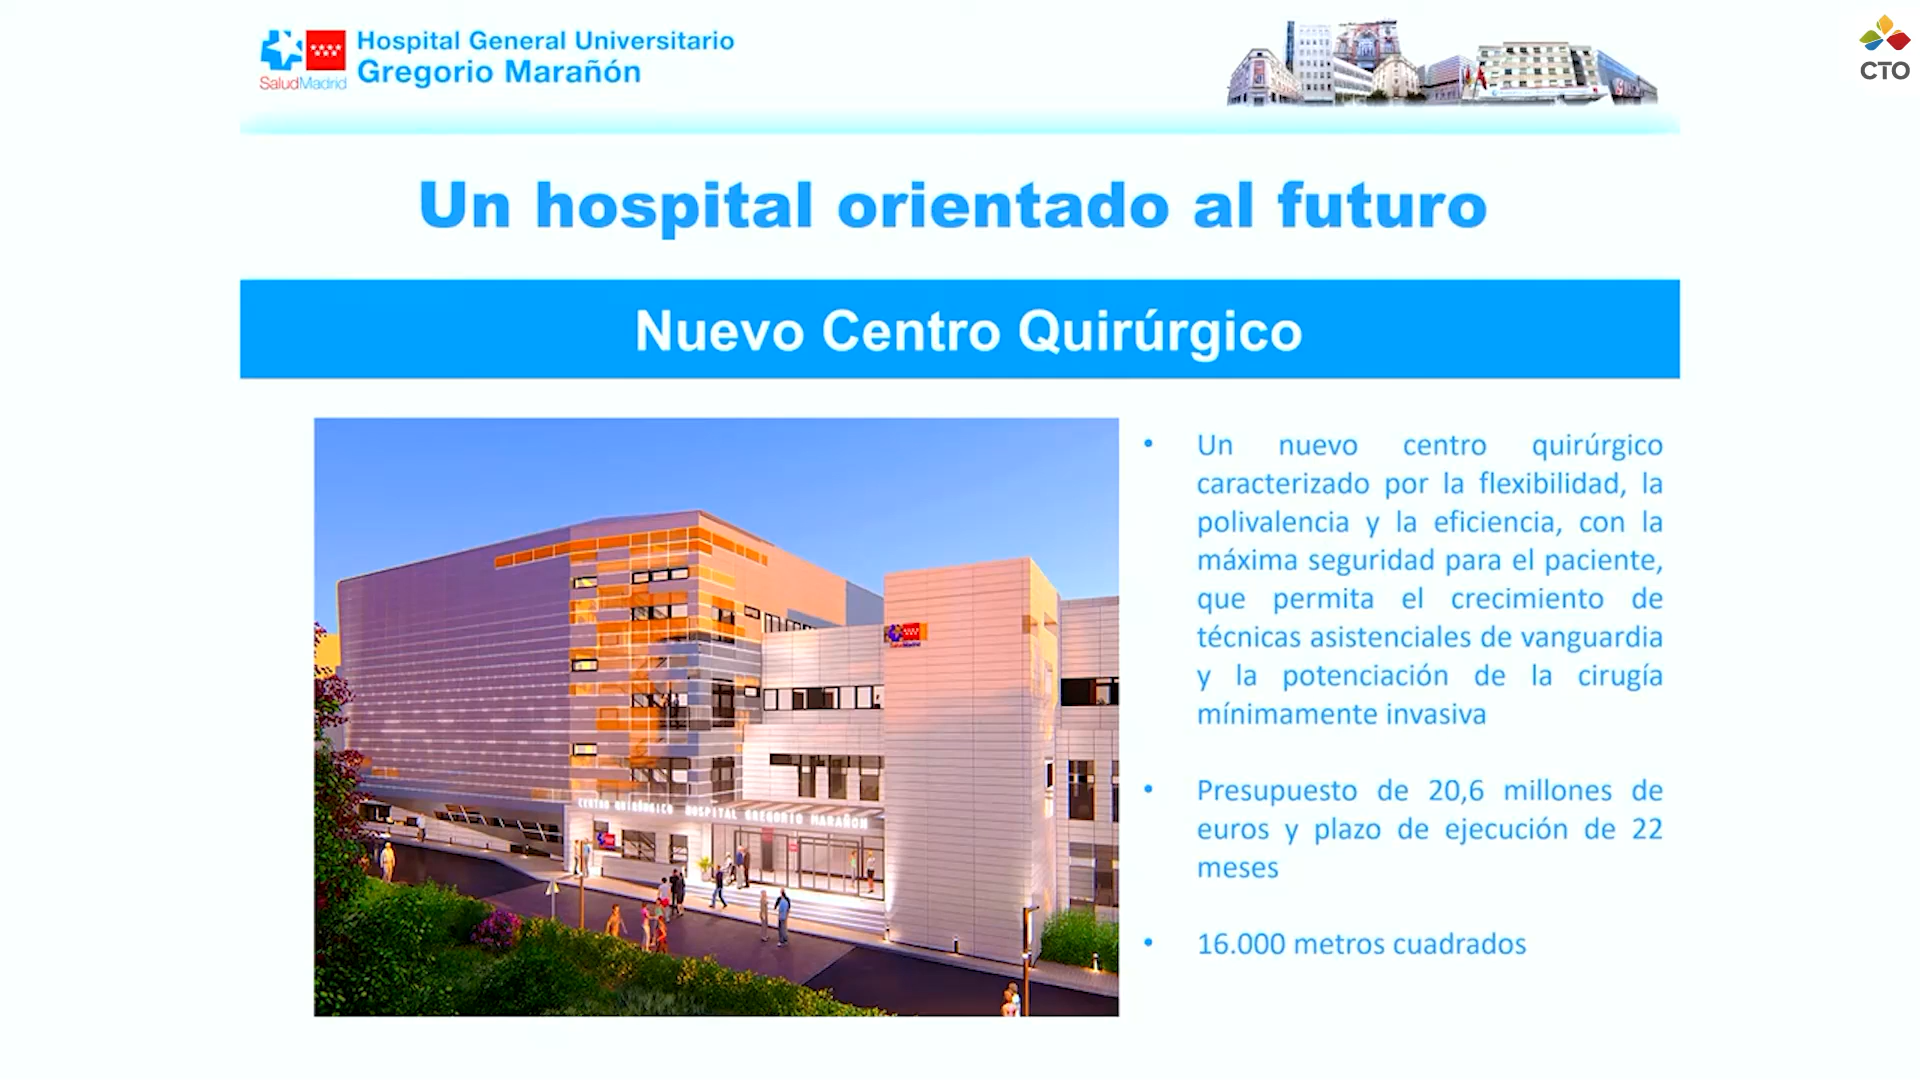 Hospital General Universitario
Gregorio Marañón
SaludMadrid
CTO
Un hospital orientado al futuro
Nuevo Centro Quirúrgico
CENTRO QUIRÚRGICO HOSPITAL GREGORIO MARAÑÓN
• Un nuevo centro quirúrgico
caracterizado por la flexibilidad, la
polivalencia y la eficiencia, con la
máxima seguridad para el paciente,
que permita el crecimiento de
técnicas asistenciales de vanguardia
y la potenciación de la cirugía
mínimamente invasiva
• Presupuesto de 20,6 millones de
euros y plazo de ejecución de 22
meses
• 16.000 metros cuadrados